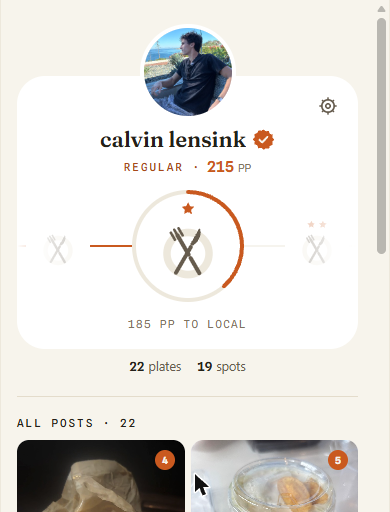 calvin lensink
REGULAR · 215 PP
185 PP TO LOCAL
22 plates 19 spots
ALL POSTS · 22
4 5